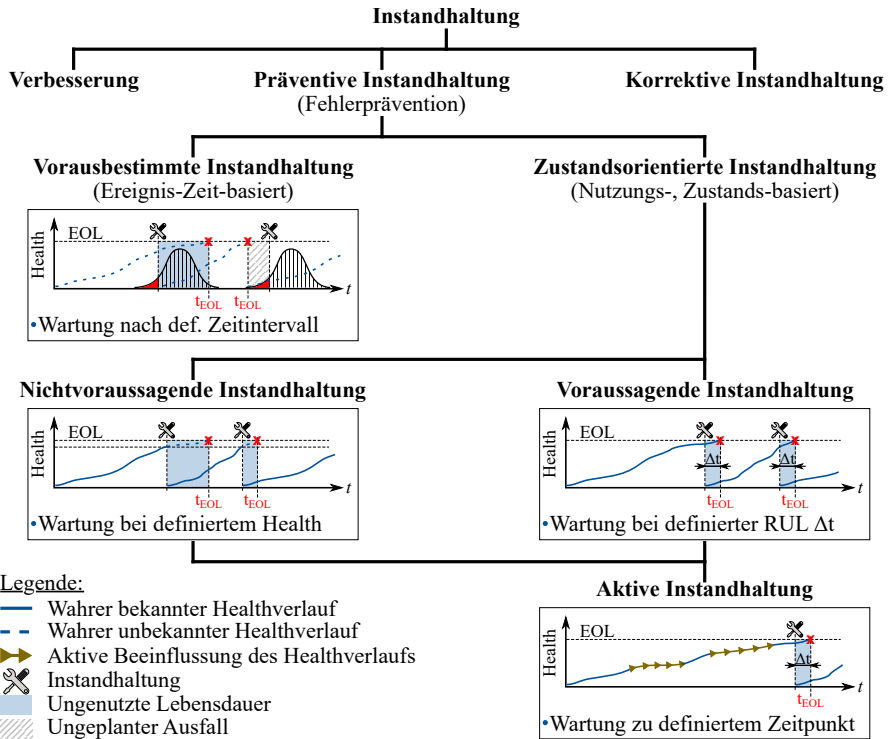 Instandhaltung
Verbesserung
Präventive Instandhaltung
(Fehlerprävention)
Korrektive Instandhaltung
Vorausbestimmte Instandhaltung
(Ereignis-Zeit-basiert)
Zustandsorientierte Instandhaltung
(Nutzungs-, Zustands-basiert)
EOL
Health
t
tEOL
tEOL
•Wartung nach def. Zeitintervall
Nichtvoraussagende Instandhaltung
EOL
Health
t
tEOL
tEOL
•Wartung bei definiertem Health
Voraussagende Instandhaltung
EOL
Health
Δt
Δt
t
tEOL
tEOL
•Wartung bei definierter RUL Δt
Legende:
Wahrer bekannter Healthverlauf
Wahrer unbekannter Healthverlauf
Aktive Beeinflussung des Healthverlaufs
Instandhaltung
Ungenutzte Lebensdauer
Ungeplanter Ausfall
Aktive Instandhaltung
EOL
Health
Δt
t
tEOL
•Wartung zu definiertem Zeitpunkt